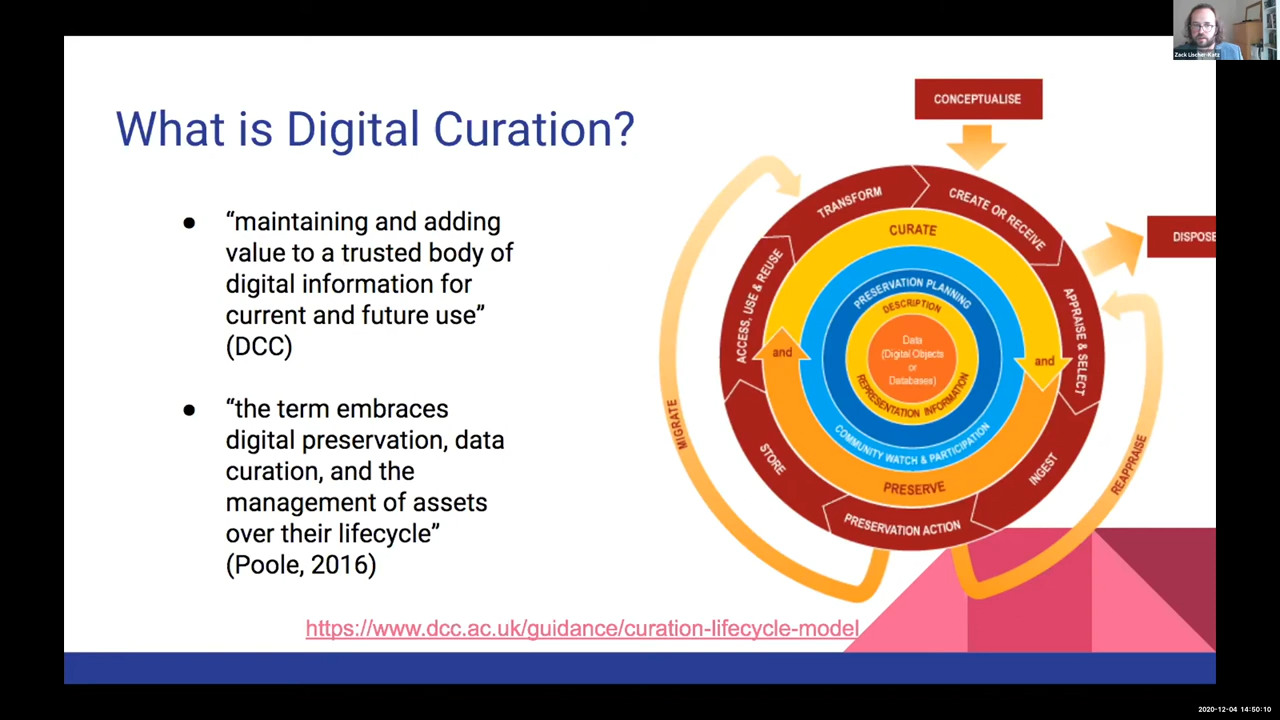 Zack Lischer-Katz
What is Digital Curation?
● “maintaining and adding
value to a trusted body of
digital information for
current and future use”
(DCC)
● “the term embraces
digital preservation, data
curation, and the
management of assets
over their lifecycle”
(Poole, 2016)
https://www.dcc.ac.uk/guidance/curation-lifecycle-model
CONCEPTUALISE
TRANSFORM
CREATE OR RECEIVE
DISPOSE
APPRAISE & SELECT
REAPPRAISE
INGEST
PRESERVATION ACTION
STORE
MIGRATE
ACCESS, USE & REUSE
CURATE
and
PRESERVE
and
COMMUNITY WATCH & PARTICIPATION
PRESERVATION PLANNING
DESCRIPTION
REPRESENTATION INFORMATION
Data
(Digital Objects
or
Databases)
2020-12-04 14:50:10